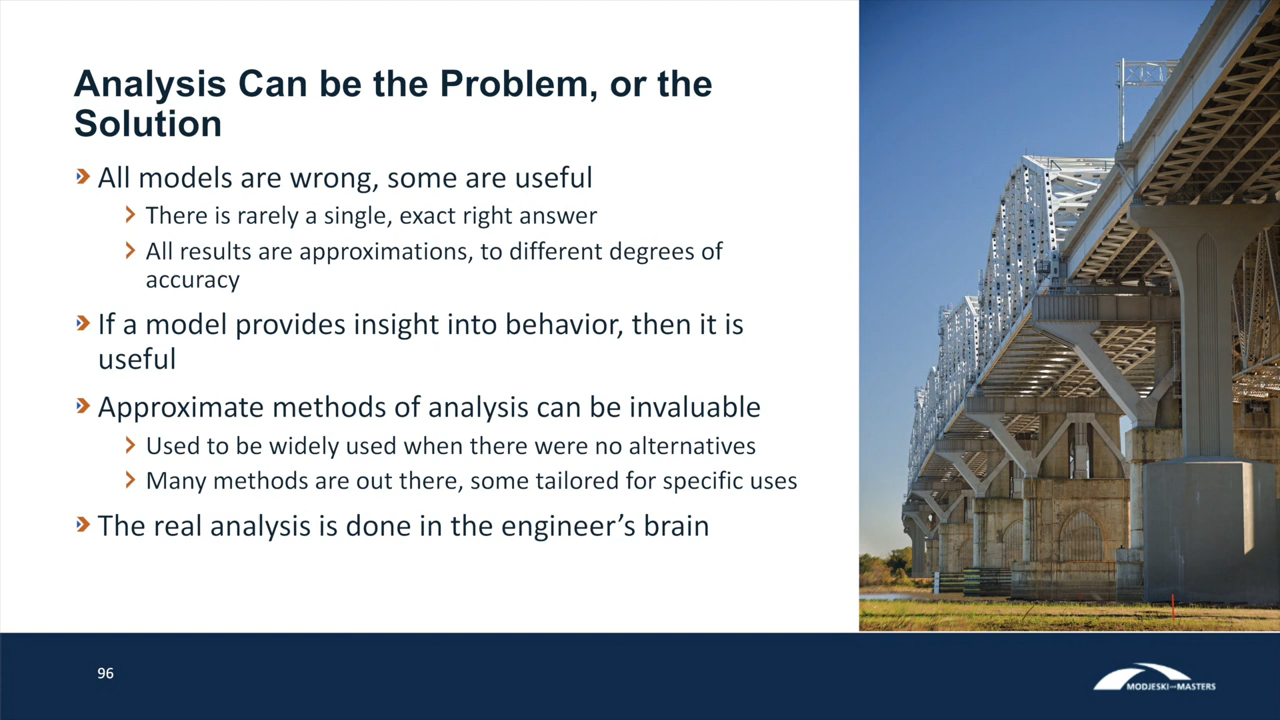 Analysis Can be the Problem, or the
Solution
All models are wrong, some are useful
There is rarely a single, exact right answer
All results are approximations, to different degrees of
accuracy
If a model provides insight into behavior, then it is
useful
Approximate methods of analysis can be invaluable
Used to be widely used when there were no alternatives
Many methods are out there, some tailored for specific uses
The real analysis is done in the engineer’s brain
96
MODJESKI and MASTERS